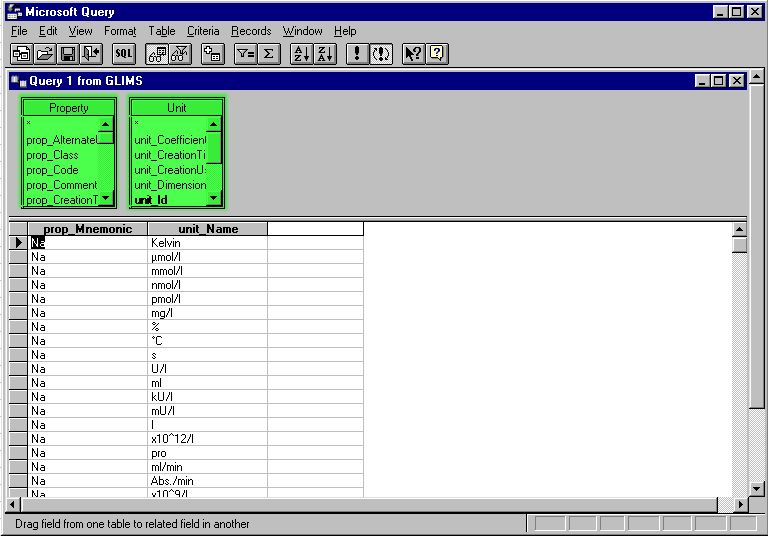 Microsoft Query
File Edit View Format Table Criteria Records Window Help
SQL
Query 1 from GLIMS
Property Unit
* *
prop_Alternatel unit_Coefficient
prop_Class unit_CreationTi
prop_Code unit_CreationU:
prop_Comment unit_Dimension
prop_CreationT unit_Id
prop_Mnemonic unit_Name
Na Kelvin
Na µmol/l
Na mmol/l
Na nmol/l
Na pmol/l
Na mg/l
Na %
Na °C
Na s
Na U/l
Na ml
Na kU/l
Na mU/l
Na l
Na x10^12/l
Na pro
Na ml/min
Na Abs./min
Na x10^9/l
Drag field from one table to related field in another